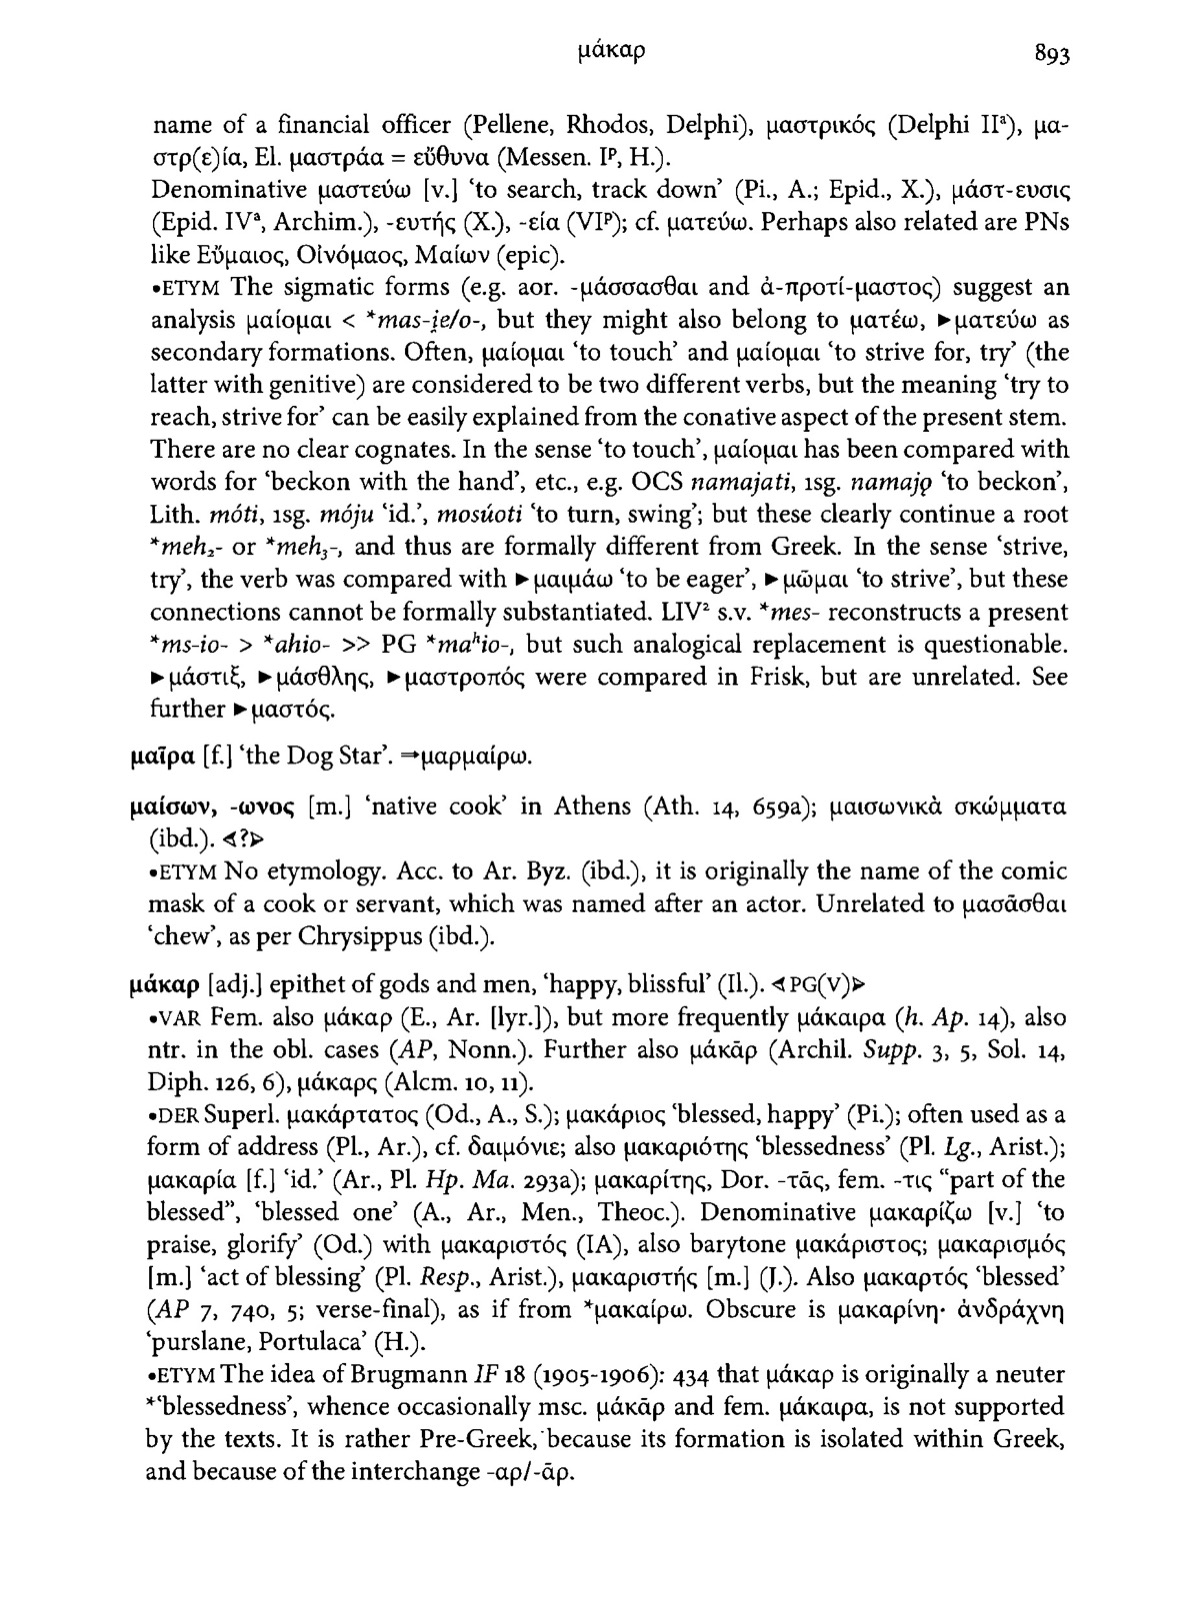 μάκαρ 893
name of a financial officer (Pellene, Rhodos, Delphi), μαστρικός (Delphi IIᵃ), μα-
στρ(ε)ία, El. μαστράα = εὔθυνα (Messen. Iᵖ, H.).
Denominative μαστεύω [v.] ‘to search, track down’ (Pi., A.; Epid., X.), μάστ-ευσις
(Epid. IVᵃ, Archim.), -ευτής (X.), -εία (VIᵖ); cf. ματεύω. Perhaps also related are PNs
like Εὔμαιος, Οἰνόμαος, Μαίων (epic).
•ETYM The sigmatic forms (e.g. aor. -μάσσασθαι and ἀ-προτί-μαστος) suggest an
analysis μαίομαι < *mas-i̯e/o-, but they might also belong to ματέω, ►ματεύω as
secondary formations. Often, μαίομαι ‘to touch’ and μαίομαι ‘to strive for, try’ (the
latter with genitive) are considered to be two different verbs, but the meaning ‘try to
reach, strive for’ can be easily explained from the conative aspect of the present stem.
There are no clear cognates. In the sense ‘to touch’, μαίομαι has been compared with
words for ‘beckon with the hand’, etc., e.g. OCS namajati, 1sg. namajǫ ‘to beckon’,
Lith. móti, 1sg. móju ‘id.’, mosúoti ‘to turn, swing’; but these clearly continue a root
*meh₂- or *meh₃-, and thus are formally different from Greek. In the sense ‘strive,
try’, the verb was compared with ►μαιμάω ‘to be eager’, ►μῶμαι ‘to strive’, but these
connections cannot be formally substantiated. LIV² s.v. *mes- reconstructs a present
*ms-io- > *ahio- >> PG *maʰio-, but such analogical replacement is questionable.
►μάστιξ, ►μάσθλης, ►μαστροπός were compared in Frisk, but are unrelated. See
further ►μαστός.
μαῖρα [f.] ‘the Dog Star’. ⇒μαρμαίρω.
μαίσων, -ωνος [m.] ‘native cook’ in Athens (Ath. 14, 659a); μαισωνικὰ σκώμματα
(ibd.). ⊲?⊳
•ETYM No etymology. Acc. to Ar. Byz. (ibd.), it is originally the name of the comic
mask of a cook or servant, which was named after an actor. Unrelated to μασᾶσθαι
‘chew’, as per Chrysippus (ibd.).
μάκαρ [adj.] epithet of gods and men, ‘happy, blissful’ (Il.). ⊲PG(V)⊳
•VAR Fem. also μάκαρ (E., Ar. [lyr.]), but more frequently μάκαιρα (h. Ap. 14), also
ntr. in the obl. cases (AP, Nonn.). Further also μάκᾱρ (Archil. Supp. 3, 5, Sol. 14,
Diph. 126, 6), μάκαρς (Alcm. 10, 11).
•DER Superl. μακάρτατος (Od., A., S.); μακάριος ‘blessed, happy’ (Pi.); often used as a
form of address (Pl., Ar.), cf. δαιμόνιε; also μακαριότης ‘blessedness’ (Pl. Lg., Arist.);
μακαρία [f.] ‘id.’ (Ar., Pl. Hp. Ma. 293a); μακαρίτης, Dor. -τᾱς, fem. -τις “part of the
blessed”, ‘blessed one’ (A., Ar., Men., Theoc.). Denominative μακαρίζω [v.] ‘to
praise, glorify’ (Od.) with μακαριστός (IA), also barytone μακάριστος; μακαρισμός
[m.] ‘act of blessing’ (Pl. Resp., Arist.), μακαριστής [m.] (J.). Also μακαρτός ‘blessed’
(AP 7, 740, 5; verse-final), as if from *μακαίρω. Obscure is μακαρίνη· ἀνδράχνη
‘purslane, Portulaca’ (H.).
•ETYM The idea of Brugmann IF 18 (1905-1906): 434 that μάκαρ is originally a neuter
*‘blessedness’, whence occasionally msc. μάκᾱρ and fem. μάκαιρα, is not supported
by the texts. It is rather Pre-Greek, because its formation is isolated within Greek,
and because of the interchange -αρ/-ᾱρ.